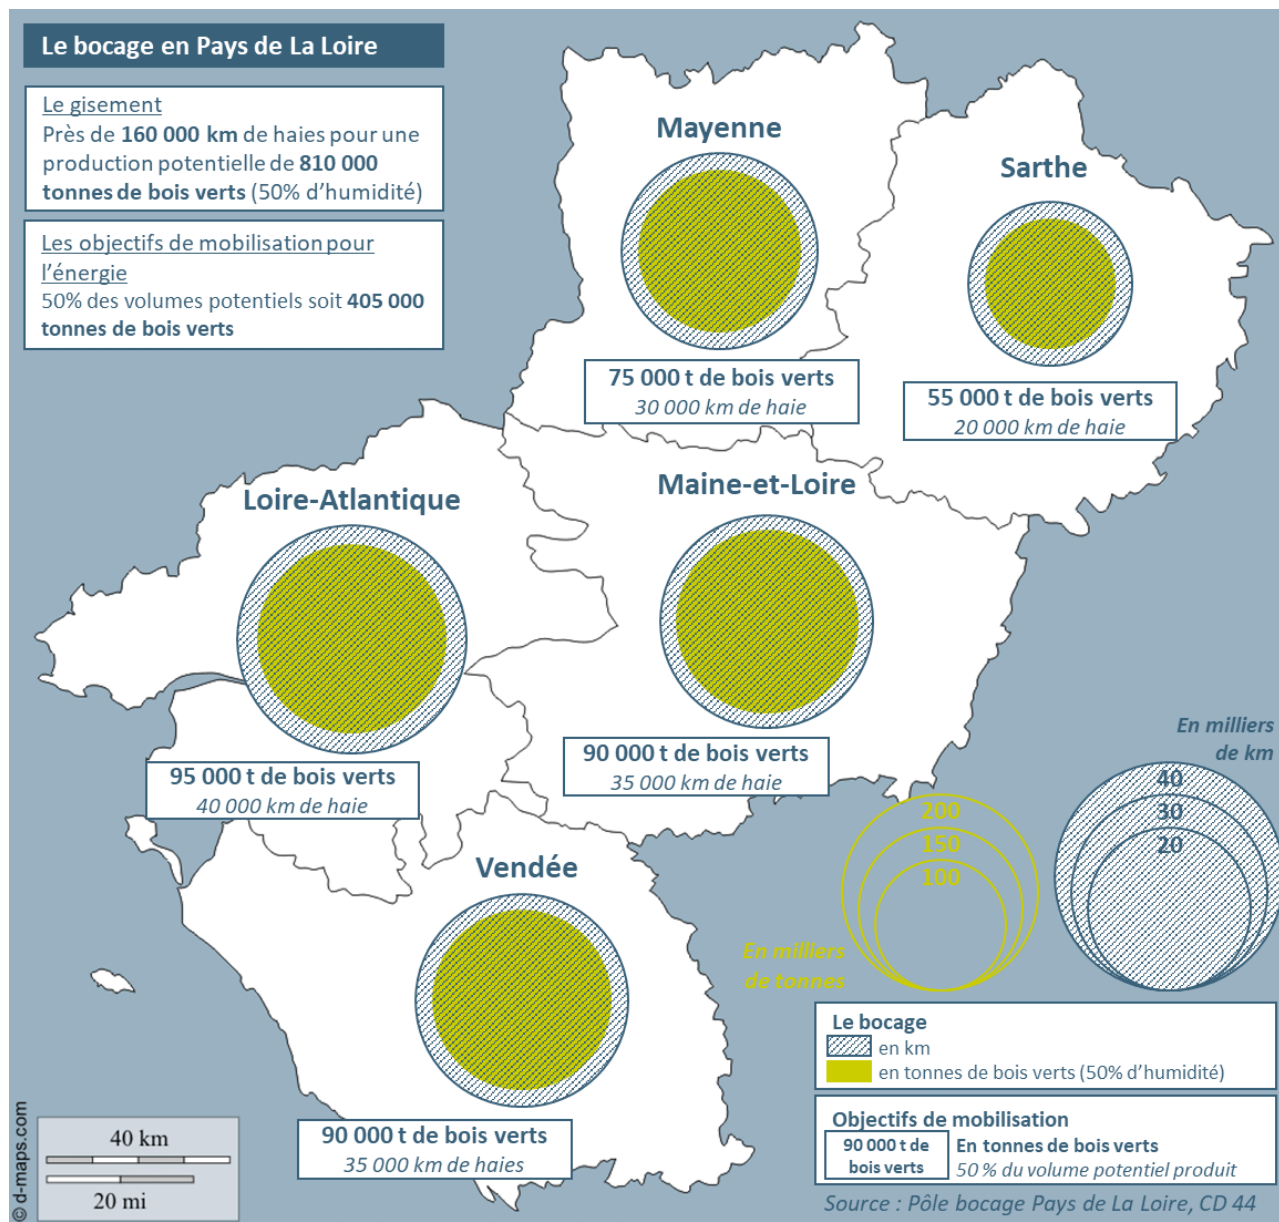 Le bocage en Pays de La Loire
Le gisement
Près de 160 000 km de haies pour une
production potentielle de 810 000
tonnes de bois verts (50% d’humidité)
Les objectifs de mobilisation pour
l’énergie
50% des volumes potentiels soit 405 000
tonnes de bois verts
Mayenne
75 000 t de bois verts
30 000 km de haie
Sarthe
55 000 t de bois verts
20 000 km de haie
Loire-Atlantique
95 000 t de bois verts
40 000 km de haie
Maine-et-Loire
90 000 t de bois verts
35 000 km de haie
Vendée
90 000 t de bois verts
35 000 km de haies
En milliers
de km
40
30
20
200
150
100
En milliers
de tonnes
Le bocage
en km
en tonnes de bois verts (50% d’humidité)
Objectifs de mobilisation
90 000 t de
bois verts
En tonnes de bois verts
50 % du volume potentiel produit
Source : Pôle bocage Pays de La Loire, CD 44
40 km
20 mi
© d-maps.com